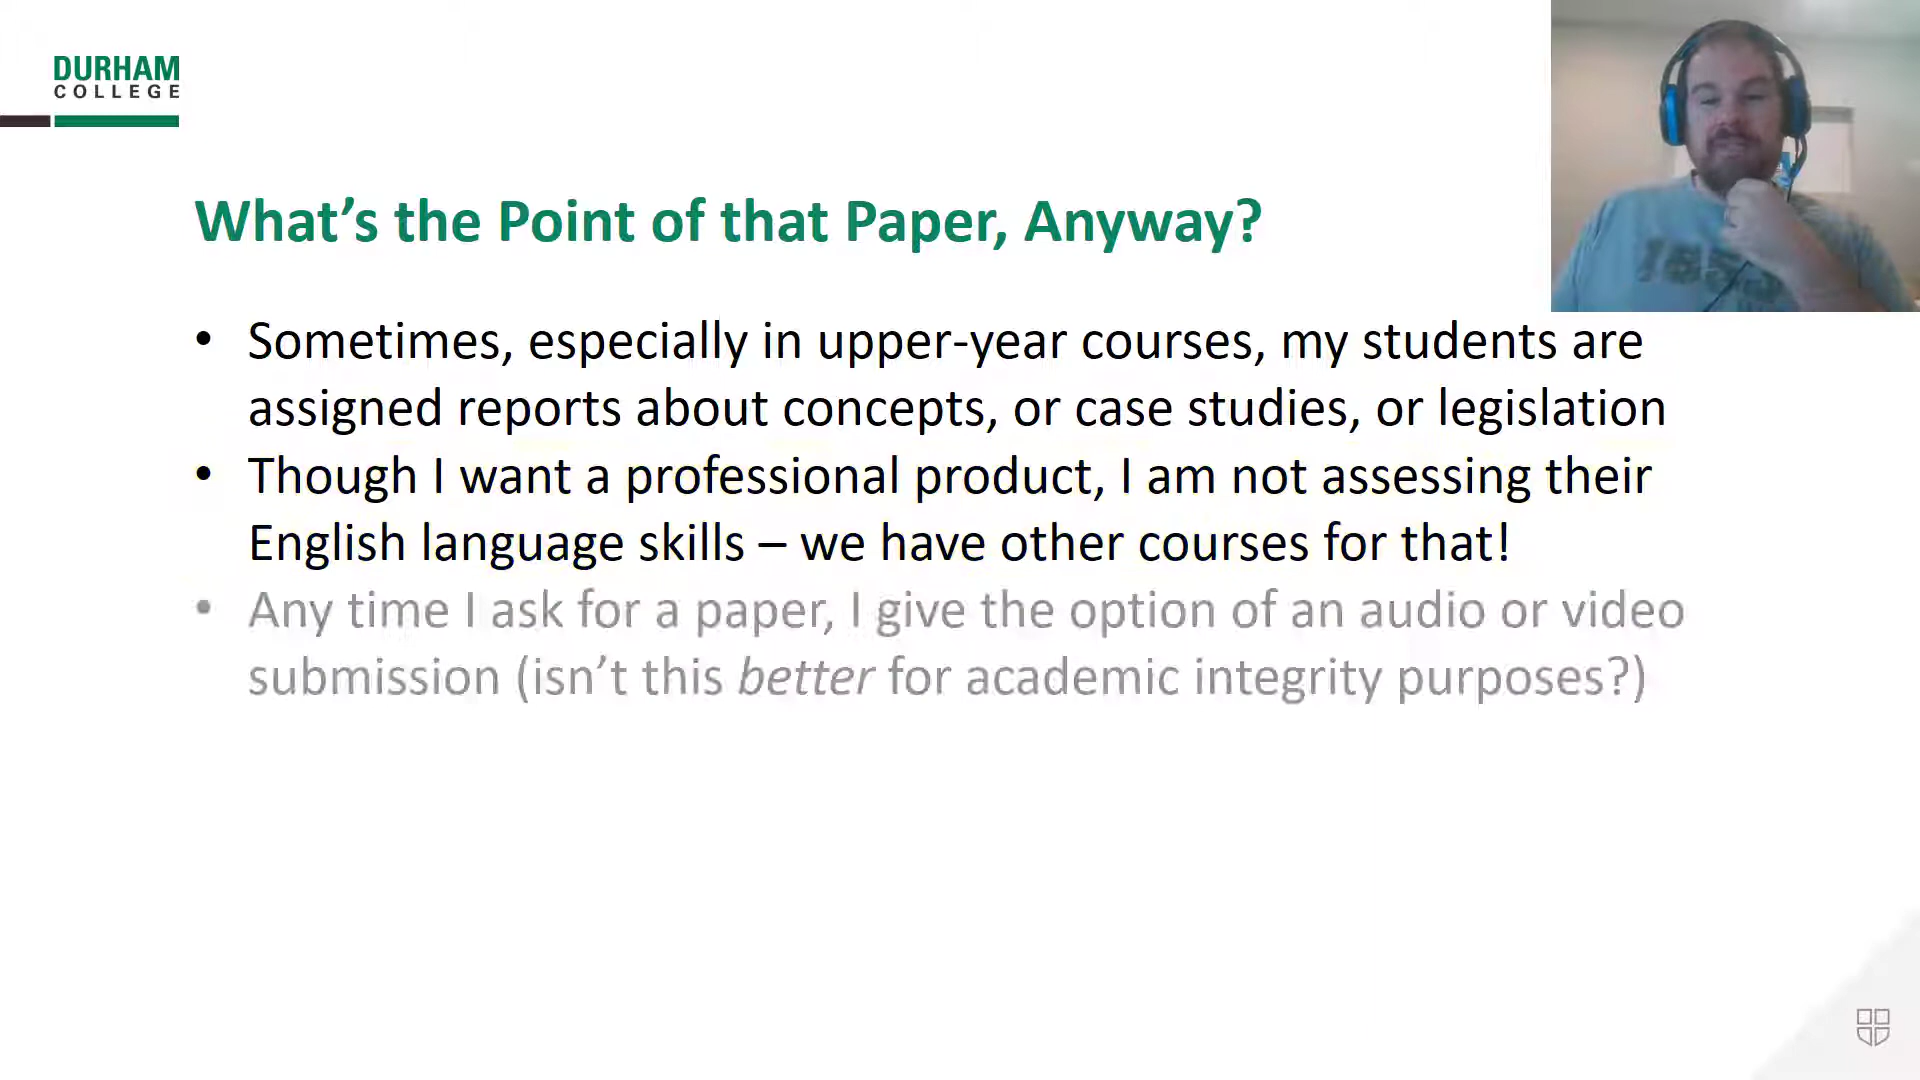 DURHAM
COLLEGE
What’s the Point of that Paper, Anyway?
• Sometimes, especially in upper-year courses, my students are
assigned reports about concepts, or case studies, or legislation
• Though I want a professional product, I am not assessing their
English language skills – we have other courses for that!
• Any time I ask for a paper, I give the option of an audio or video
submission (isn’t this better for academic integrity purposes?)